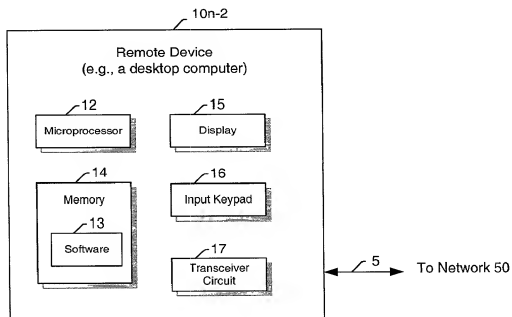 10n-2
Remote Device
(e.g., a desktop computer)
12
Microprocessor
15
Display
14
Memory
13
Software
16
Input Keypad
17
Transceiver
Circuit
5
To Network 50